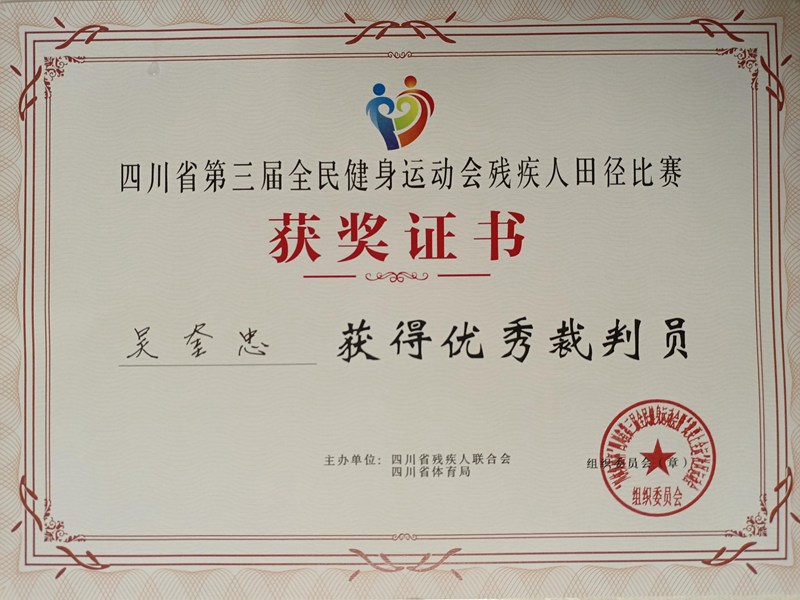 四川省第三届全民健身运动会残疾人田径比赛
获奖证书
吴奎忠 获得优秀裁判员
主办单位：四川省残疾人联合会
四川省体育局
组织委员会（章）
组织委员会